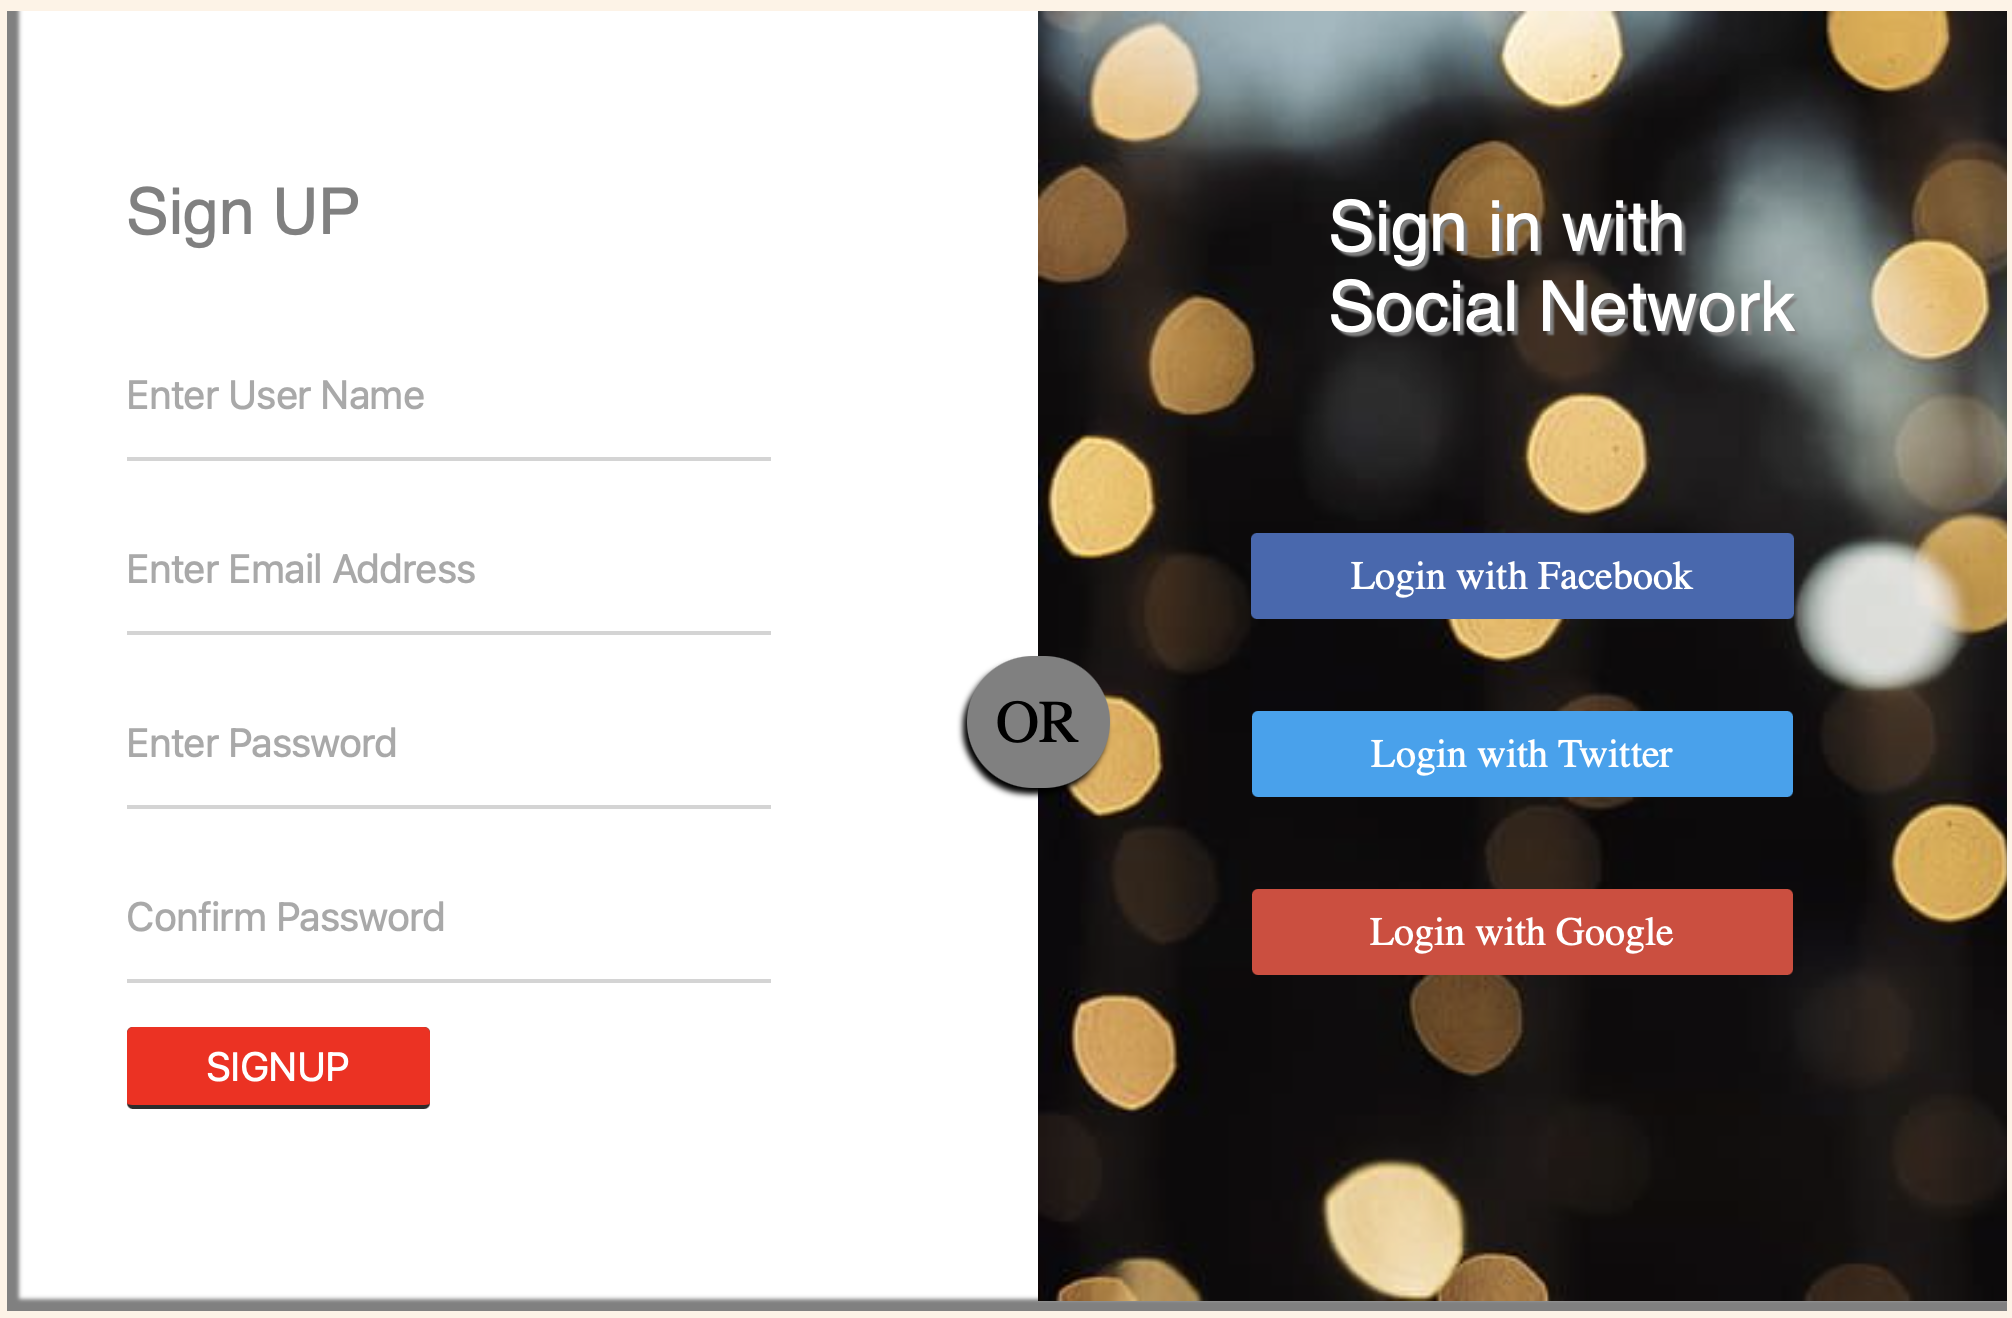 Sign UP
Enter User Name
Enter Email Address
Enter Password
Confirm Password
SIGNUP
OR
Sign in with
Social Network
Login with Facebook
Login with Twitter
Login with Google